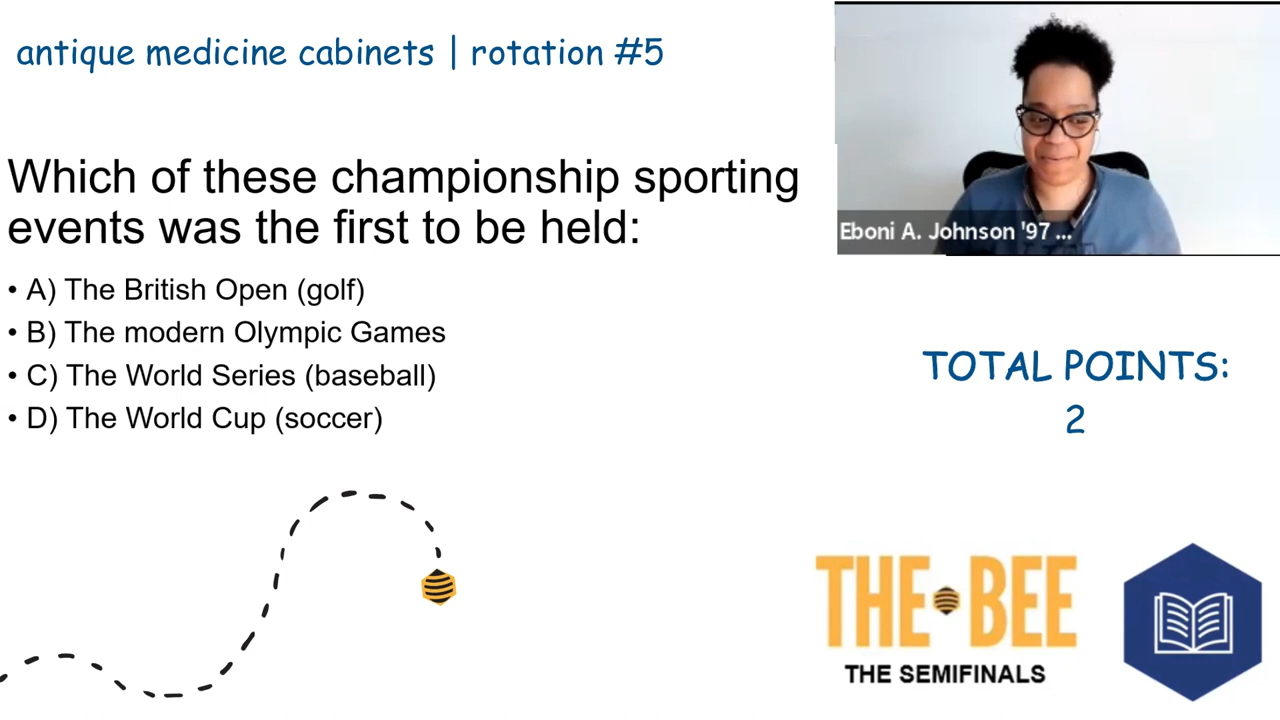 antique medicine cabinets | rotation #5
Which of these championship sporting
events was the first to be held:
• A) The British Open (golf)
• B) The modern Olympic Games
• C) The World Series (baseball)
• D) The World Cup (soccer)
Eboni A. Johnson '97 ...
TOTAL POINTS:
2
THE BEE
THE SEMIFINALS